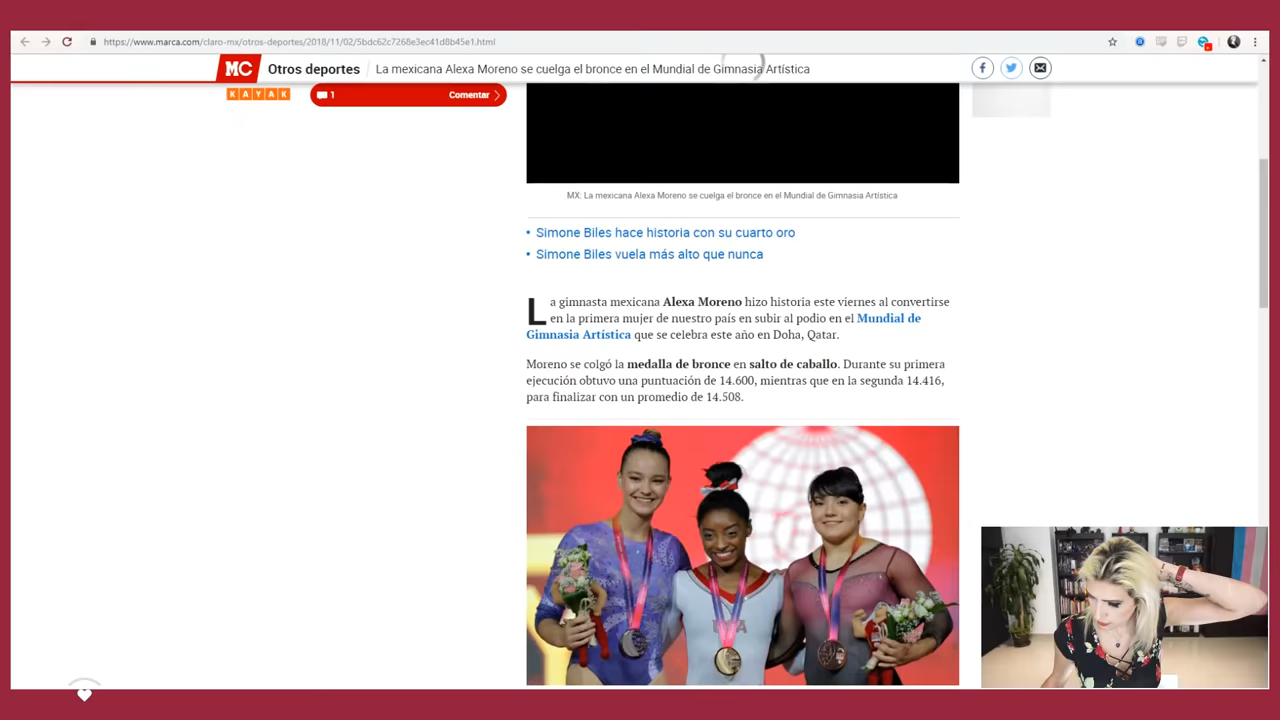 https://www.marca.com/claro-mx/otros-deportes/2018/11/02/5bdc62c7268e3ec41d8b45e1.html
MC Otros deportes La mexicana Alexa Moreno se cuelga el bronce en el Mundial de Gimnasia Artística
KAYAK 1 Comentar
MX: La mexicana Alexa Moreno se cuelga el bronce en el Mundial de Gimnasia Artística
• Simone Biles hace historia con su cuarto oro
• Simone Biles vuela más alto que nunca
La gimnasta mexicana Alexa Moreno hizo historia este viernes al convertirse
en la primera mujer de nuestro país en subir al podio en el Mundial de
Gimnasia Artística que se celebra este año en Doha, Qatar.
Moreno se colgó la medalla de bronce en salto de caballo. Durante su primera
ejecución obtuvo una puntuación de 14.600, mientras que en la segunda 14.416,
para finalizar con un promedio de 14.508.